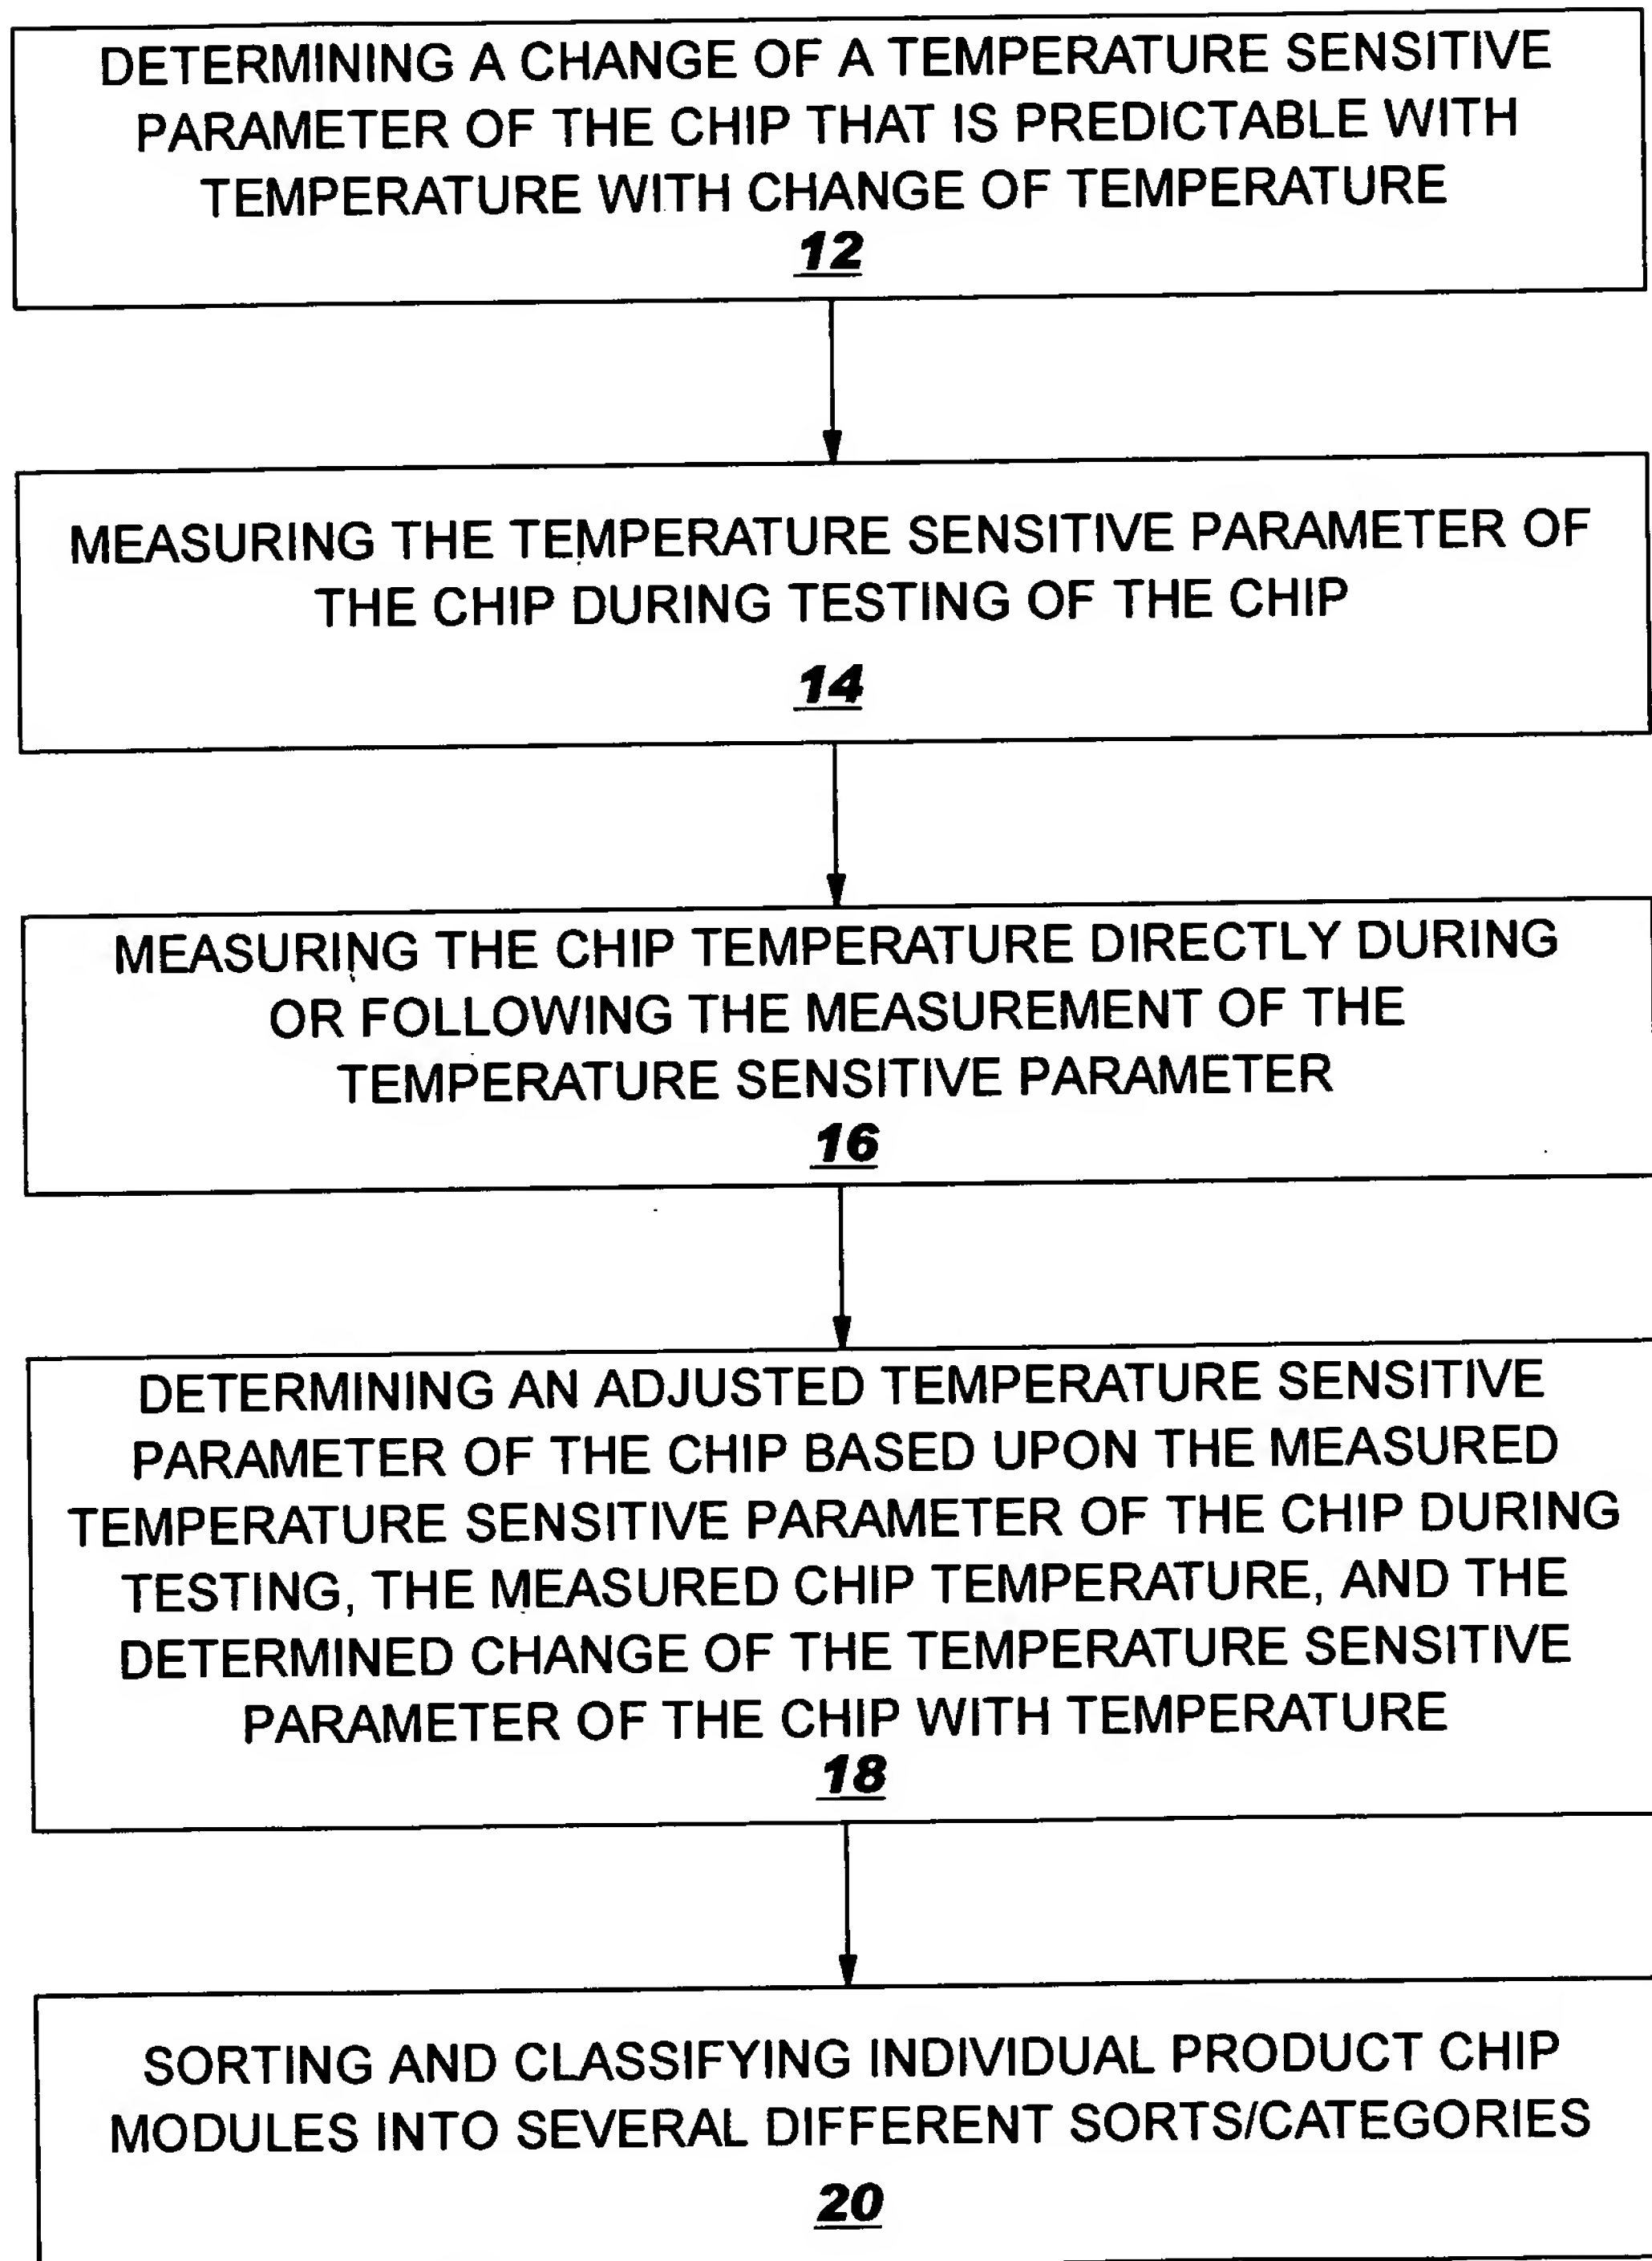 DETERMINING A CHANGE OF A TEMPERATURE SENSITIVE
PARAMETER OF THE CHIP THAT IS PREDICTABLE WITH
TEMPERATURE WITH CHANGE OF TEMPERATURE
12
MEASURING THE TEMPERATURE SENSITIVE PARAMETER OF
THE CHIP DURING TESTING OF THE CHIP
14
MEASURING THE CHIP TEMPERATURE DIRECTLY DURING
OR FOLLOWING THE MEASUREMENT OF THE
TEMPERATURE SENSITIVE PARAMETER
16
DETERMINING AN ADJUSTED TEMPERATURE SENSITIVE
PARAMETER OF THE CHIP BASED UPON THE MEASURED
TEMPERATURE SENSITIVE PARAMETER OF THE CHIP DURING
TESTING, THE MEASURED CHIP TEMPERATURE, AND THE
DETERMINED CHANGE OF THE TEMPERATURE SENSITIVE
PARAMETER OF THE CHIP WITH TEMPERATURE
18
SORTING AND CLASSIFYING INDIVIDUAL PRODUCT CHIP
MODULES INTO SEVERAL DIFFERENT SORTS/CATEGORIES
20